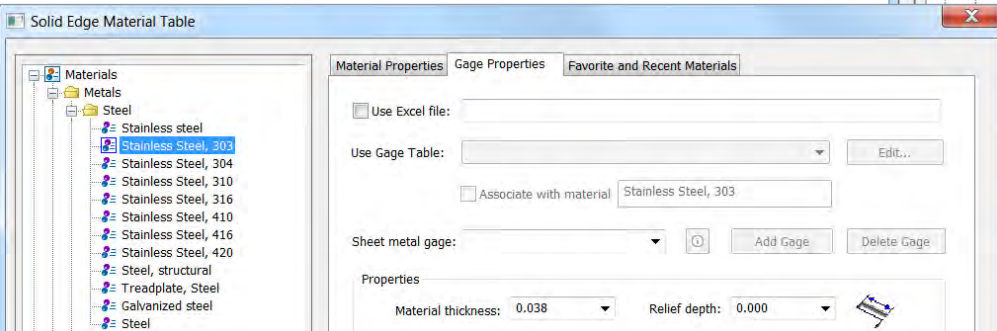 Solid Edge Material Table
Materials
Metals
Steel
Stainless steel
Stainless Steel, 303
Stainless Steel, 304
Stainless Steel, 310
Stainless Steel, 316
Stainless Steel, 410
Stainless Steel, 416
Stainless Steel, 420
Steel, structural
Treadplate, Steel
Galvanized steel
Steel
Material Properties Gage Properties Favorite and Recent Materials
Use Excel file:
Use Gage Table: Edit...
Associate with material Stainless Steel, 303
Sheet metal gage: Add Gage Delete Gage
Properties
Material thickness: 0.038 Relief depth: 0.000